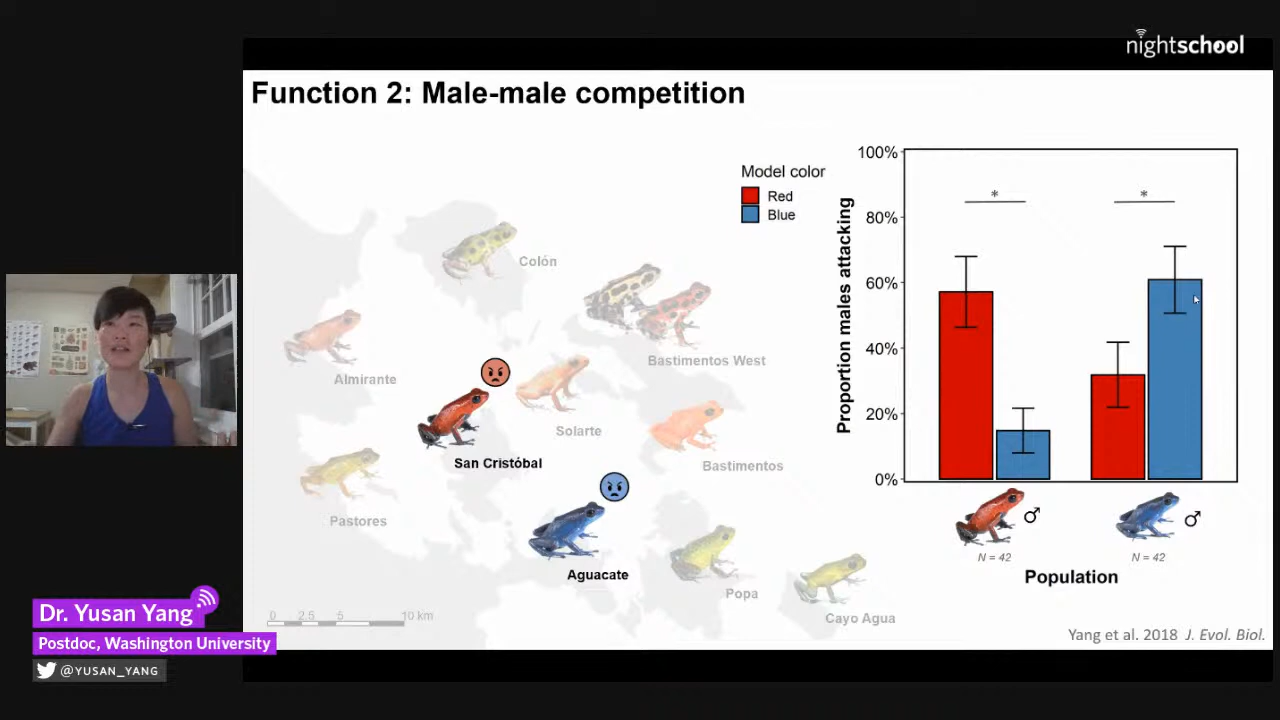 nightschool
Function 2: Male-male competition
Model color
Red
Blue
Colón
Bastimentos West
Almirante
Solarte
San Cristóbal
Bastimentos
Pastores
Aguacate
Popa
Cayo Agua
0 2.5 5 10 km
Proportion males attacking
100%
80%
60%
40%
20%
0%
* *
♂ ♂
N = 42 N = 42
Population
Yang et al. 2018 J. Evol. Biol.
Dr. Yusan Yang
Postdoc, Washington University
@YUSAN_YANG